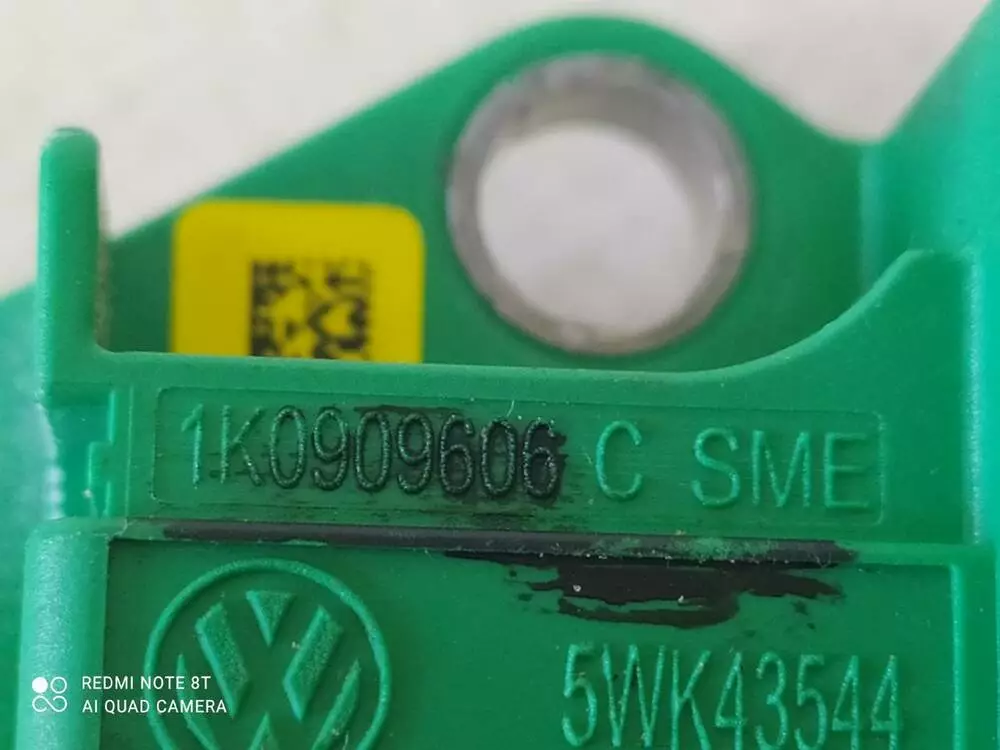 1K0909606 C SME
5WK43544
REDMI NOTE 8T
AI QUAD CAMERA